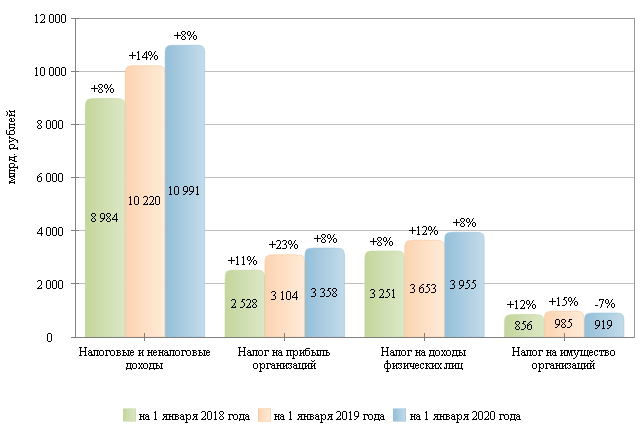 12 000
10 000
8 000
6 000
4 000
2 000
0
млрд. рублей
+8%
+14%
+8%
8 984
10 220
10 991
+11%
+23%
+8%
2 528
3 104
3 358
+8%
+12%
+8%
3 251
3 653
3 955
+12%
+15%
-7%
856
985
919
Налоговые и неналоговые
доходы
Налог на прибыль
организаций
Налог на доходы
физических лиц
Налог на имущество
организаций
на 1 января 2018 года
на 1 января 2019 года
на 1 января 2020 года